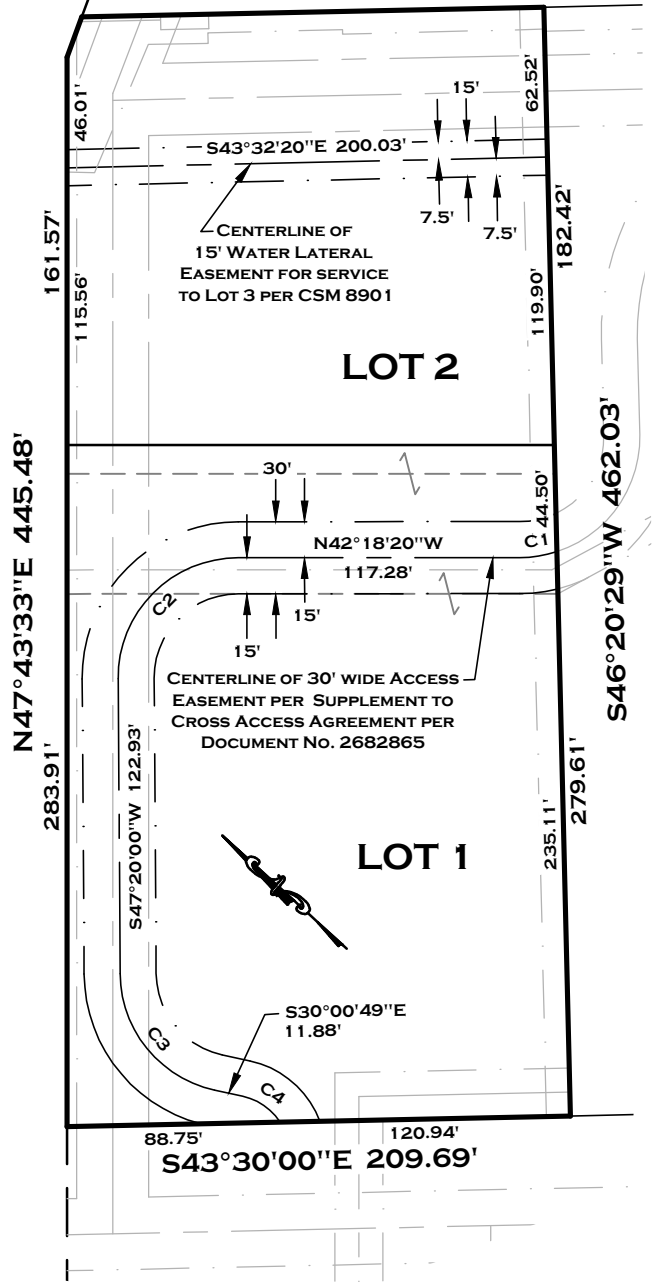 46.01'
62.52'
15'
S43°32'20"E 200.03'
7.5'
7.5'
CENTERLINE OF
15' WATER LATERAL
EASEMENT FOR SERVICE
TO LOT 3 PER CSM 8901
161.57'
182.42'
115.56'
119.90'
LOT 2
N47°43'33"E 445.48'
S46°20'29"W 462.03'
30'
44.50'
N42°18'20"W
C1
117.28'
C2
15'
15'
CENTERLINE OF 30' WIDE ACCESS
EASEMENT PER SUPPLEMENT TO
CROSS ACCESS AGREEMENT PER
DOCUMENT NO. 2682865
283.91'
279.61'
S47°20'00"W 122.93'
235.11'
LOT 1
S30°00'49"E
11.88'
C3
C4
88.75'
120.94'
S43°30'00"E 209.69'